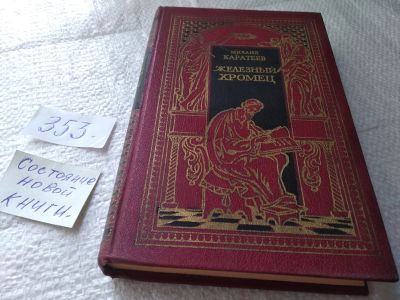 МИХАИЛ
КАРАТЕЕВ
ЖЕЛЕЗНЫЙ
ХРОМЕЦ
353.
Состояние
новой
книги.